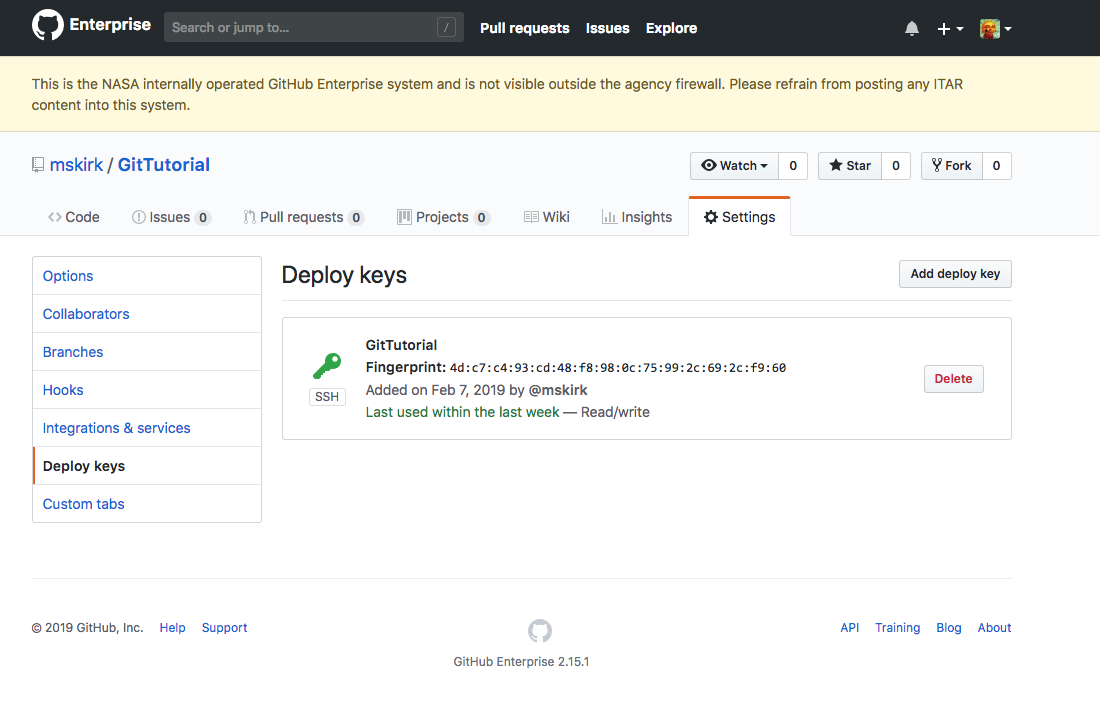 Enterprise Search or jump to... / Pull requests Issues Explore
This is the NASA internally operated GitHub Enterprise system and is not visible outside the agency firewall. Please refrain from posting any ITAR
content into this system.
mskirk / GitTutorial Watch 0 Star 0 Fork 0
Code Issues 0 Pull requests 0 Projects 0 Wiki Insights Settings
Options
Collaborators
Branches
Hooks
Integrations & services
Deploy keys
Custom tabs
Deploy keys Add deploy key
GitTutorial
Fingerprint: 4d:c7:c4:93:cd:48:f8:98:0c:75:99:2c:69:2c:f9:60
SSH
Added on Feb 7, 2019 by @mskirk
Last used within the last week — Read/write
Delete
© 2019 GitHub, Inc. Help Support
API Training Blog About
GitHub Enterprise 2.15.1